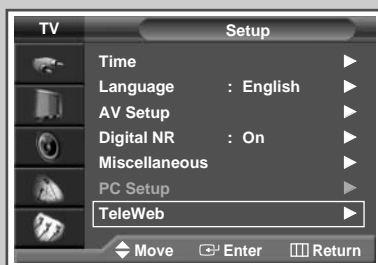 TV Setup
Time
Language : English
AV Setup
Digital NR : On
Miscellaneous
PC Setup
TeleWeb
Move Enter Return